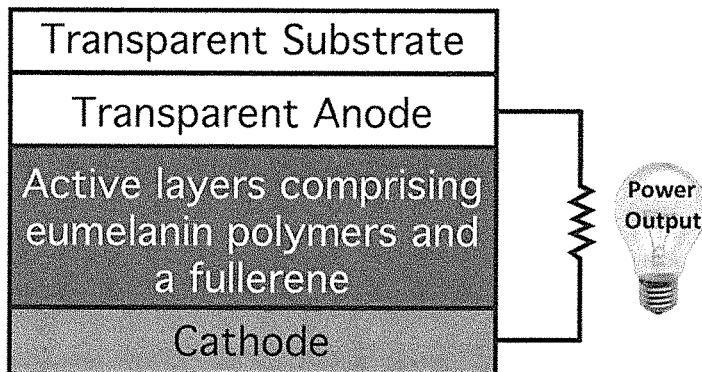 Transparent Substrate
Transparent Anode
Active layers comprising
eumelanin polymers and
a fullerene
Cathode
Power
Output